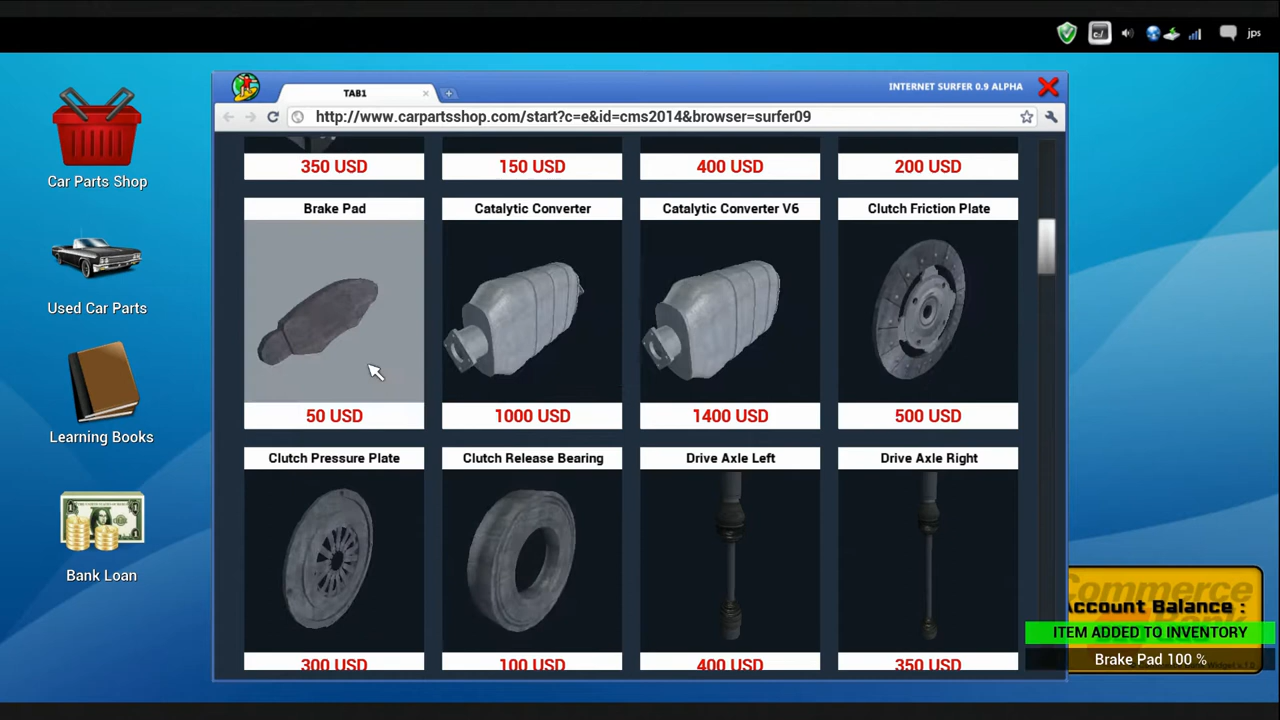 jps
INTERNET SURFER 0.9 ALPHA
TAB1
http://www.carpartsshop.com/start?c=e&id=cms2014&browser=surfer09
350 USD
150 USD
400 USD
200 USD
Brake Pad
Catalytic Converter
Catalytic Converter V6
Clutch Friction Plate
50 USD
1000 USD
1400 USD
500 USD
Clutch Pressure Plate
Clutch Release Bearing
Drive Axle Left
Drive Axle Right
300 USD
100 USD
400 USD
350 USD
Car Parts Shop
Used Car Parts
Learning Books
Bank Loan
Commerce
Account Balance :
ITEM ADDED TO INVENTORY
Brake Pad 100 %